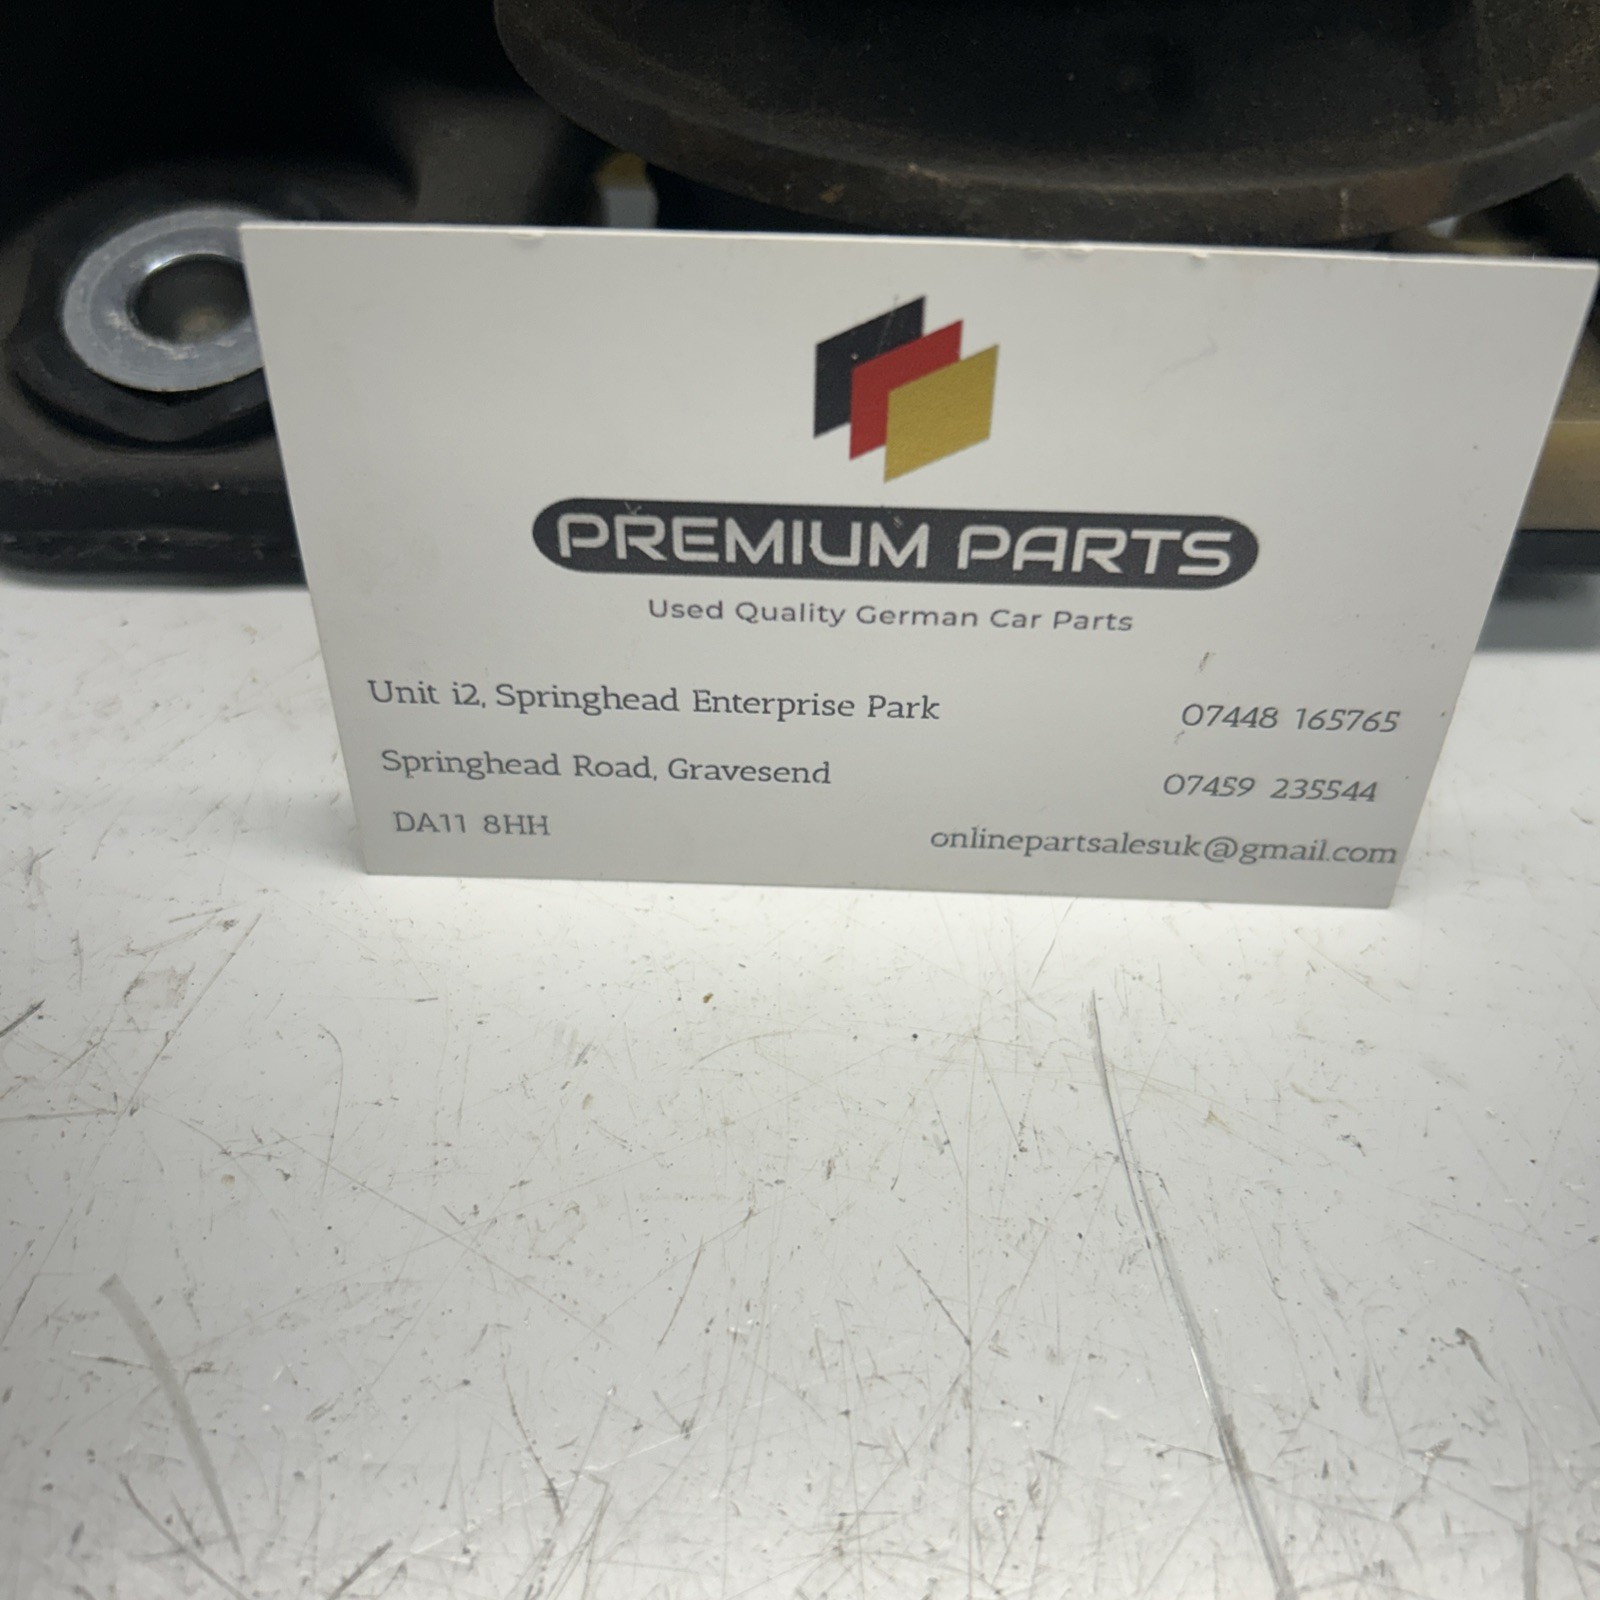 PREMIUM PARTS
Used Quality German Car Parts
Unit i2, Springhead Enterprise Park
Springhead Road, Gravesend
DA11 8HH
07448 165765
07459 235544
onlinepartsalesuk@gmail.com